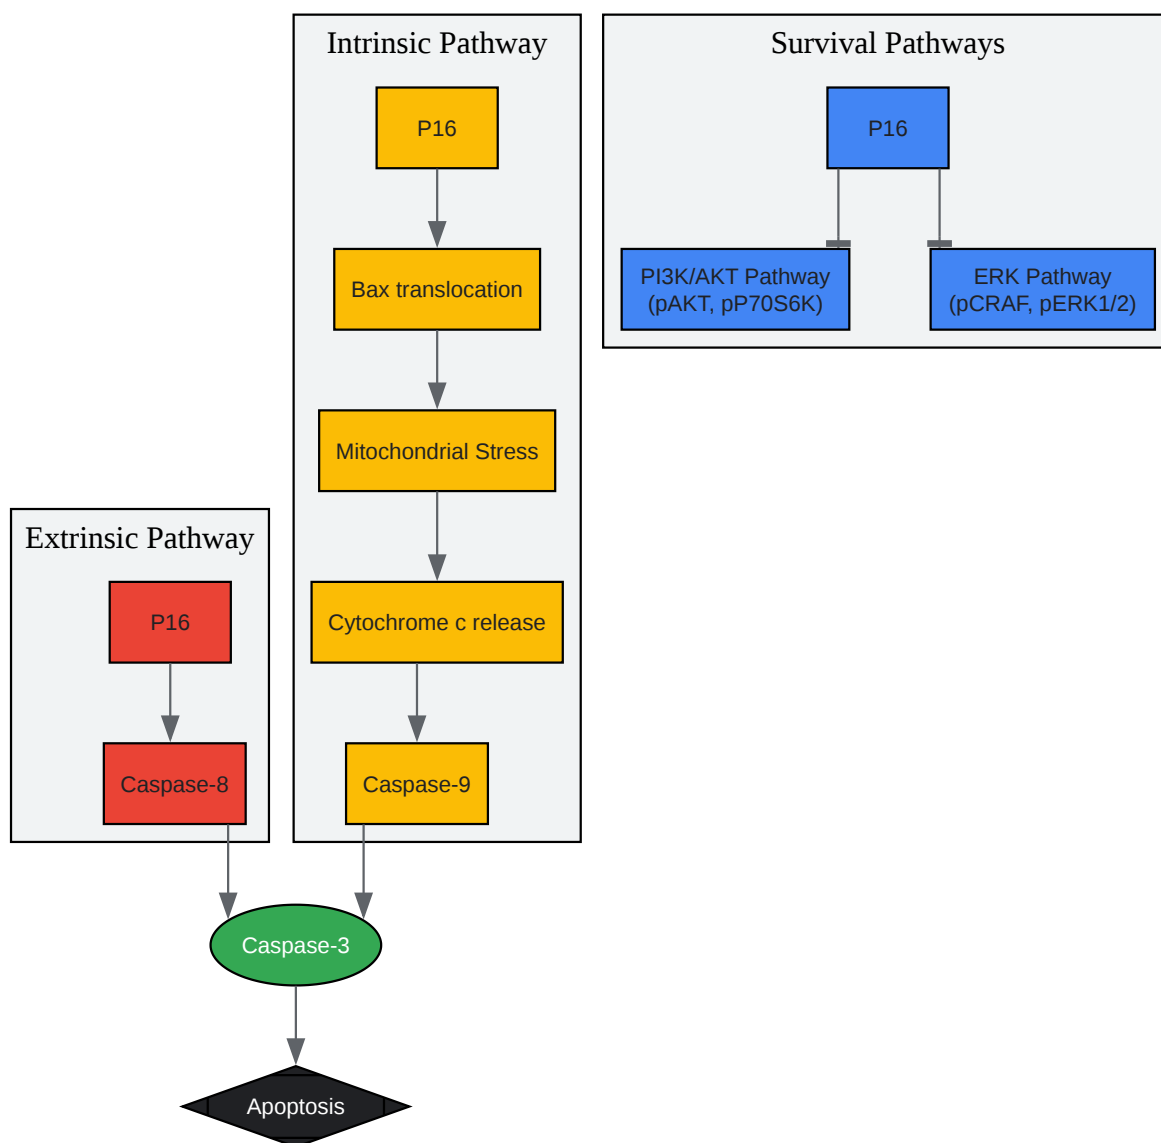 Intrinsic Pathway
P16
Bax translocation
Mitochondrial Stress
Cytochrome c release
Caspase-9
Survival Pathways
P16
PI3K/AKT Pathway
(pAKT, pP70S6K)
ERK Pathway
(pCRAF, pERK1/2)
Extrinsic Pathway
P16
Caspase-8
Caspase-3
Apoptosis